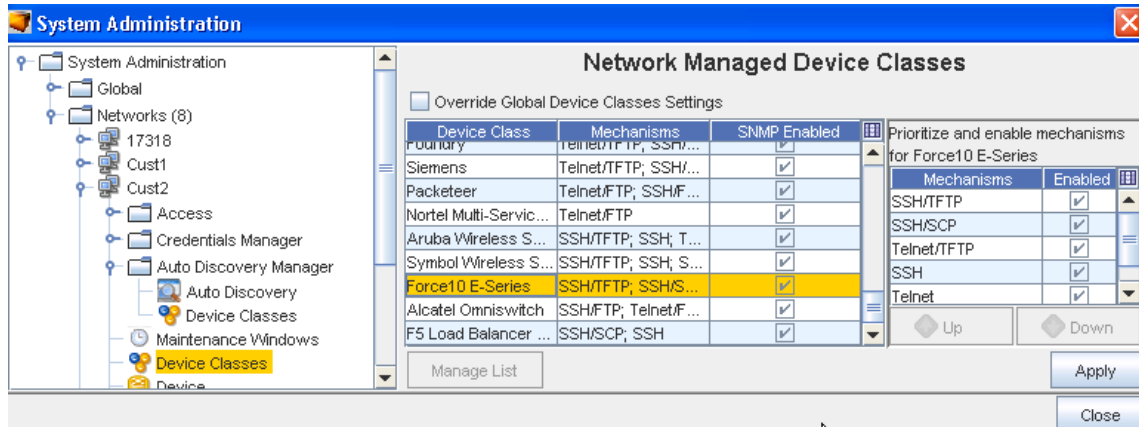 System Administration
System Administration
Global
Networks (8)
17318
Cust1
Cust2
Access
Credentials Manager
Auto Discovery Manager
Auto Discovery
Device Classes
Maintenance Windows
Device Classes
Device
Network Managed Device Classes
Override Global Device Classes Settings
Device Class Mechanisms SNMP Enabled
Foundry Telnet/TFTP; SSH/...
Siemens Telnet/TFTP; SSH/...
Packeteer Telnet/FTP; SSH/F...
Nortel Multi-Servic... Telnet/FTP
Aruba Wireless S... SSH/TFTP; SSH; T...
Symbol Wireless S... SSH/TFTP; SSH; S...
Force10 E-Series SSH/TFTP; SSH/S...
Alcatel Omniswitch SSH/FTP; Telnet/F...
F5 Load Balancer ... SSH/SCP; SSH
Manage List
Prioritize and enable mechanisms
for Force10 E-Series
Mechanisms Enabled
SSH/TFTP
SSH/SCP
Telnet/TFTP
SSH
Telnet
Up Down
Apply
Close